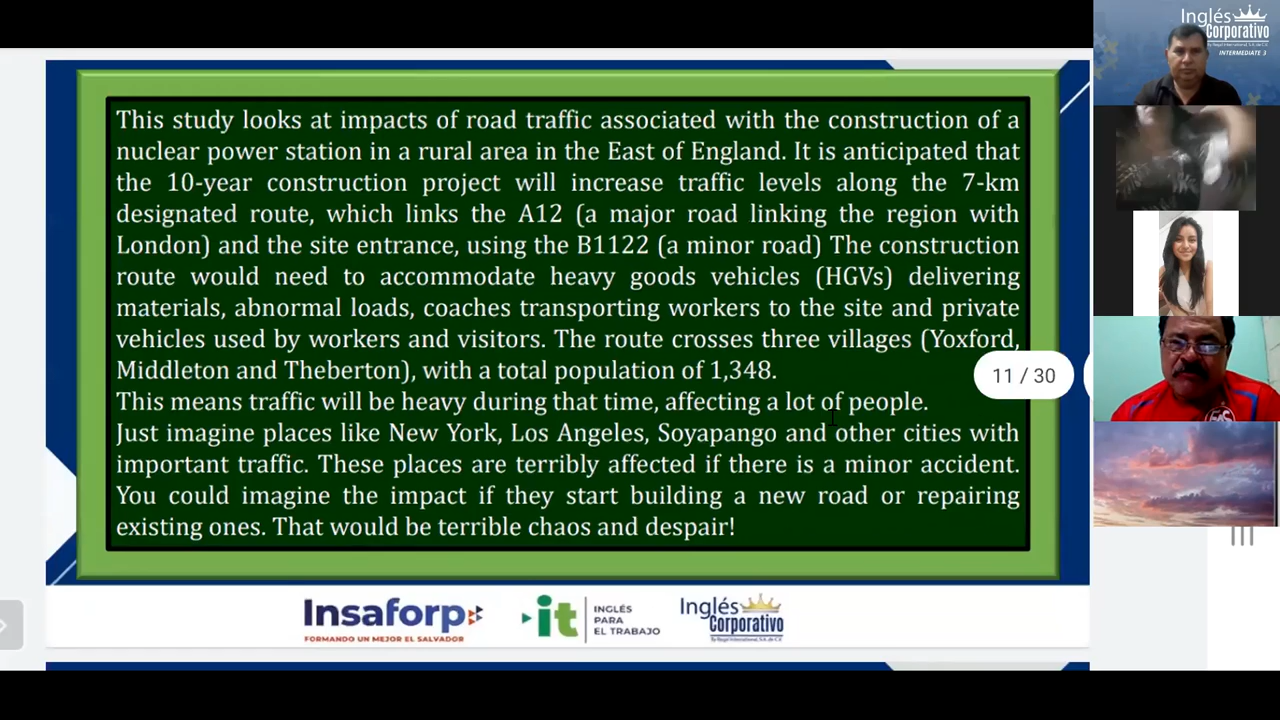 This study looks at impacts of road traffic associated with the construction of a
nuclear power station in a rural area in the East of England. It is anticipated that
the 10-year construction project will increase traffic levels along the 7-km
designated route, which links the A12 (a major road linking the region with
London) and the site entrance, using the B1122 (a minor road) The construction
route would need to accommodate heavy goods vehicles (HGVs) delivering
materials, abnormal loads, coaches transporting workers to the site and private
vehicles used by workers and visitors. The route crosses three villages (Yoxford,
Middleton and Theberton), with a total population of 1,348.
This means traffic will be heavy during that time, affecting a lot of people.
Just imagine places like New York, Los Angeles, Soyapango and other cities with
important traffic. These places are terribly affected if there is a minor accident.
You could imagine the impact if they start building a new road or repairing
existing ones. That would be terrible chaos and despair!
11 / 30
Insaforp
FORMANDO UN MEJOR EL SALVADOR
it
INGLÉS
PARA
EL TRABAJO
Inglés
Corporativo
By Regal International, S.A. de C.V.
Inglés
Corporativo
By Regal International, S.A. de C.V.
INTERMEDIATE 3